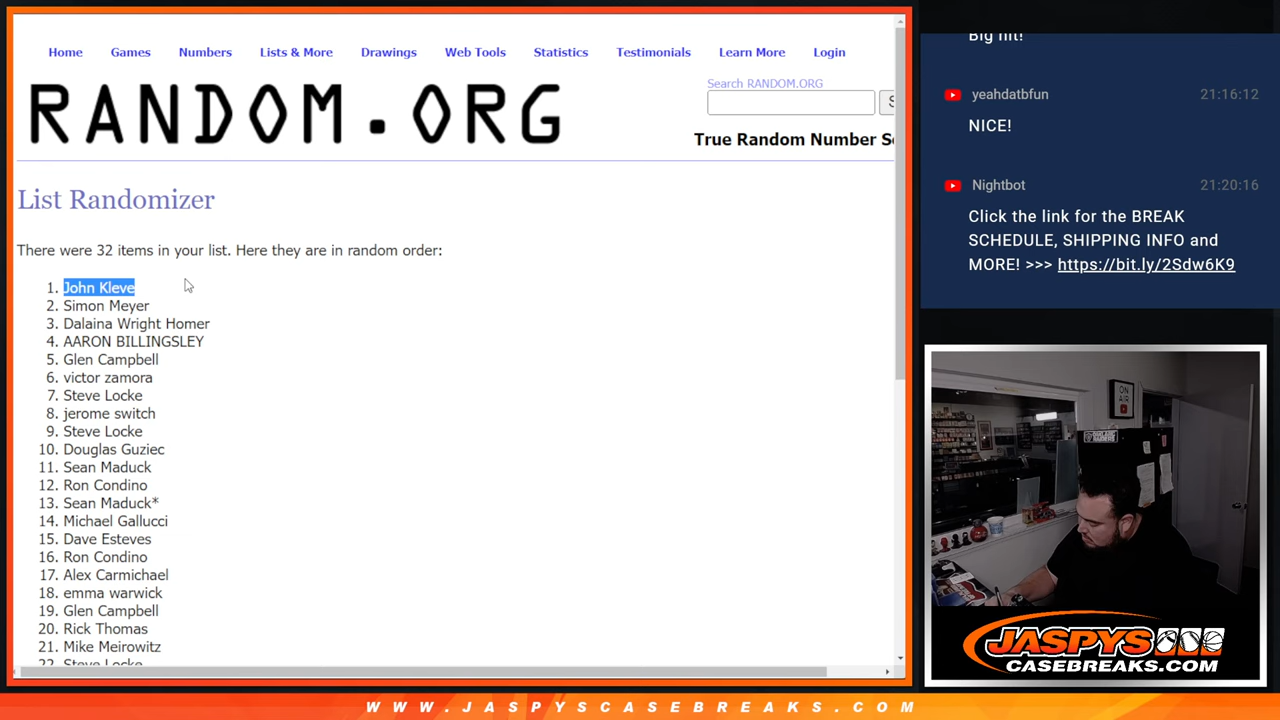 Home Games Numbers Lists & More Drawings Web Tools Statistics Testimonials Learn More Login
RANDOM.ORG
Search RANDOM.ORG
True Random Number Se
List Randomizer
There were 32 items in your list. Here they are in random order:
1. John Kleve
2. Simon Meyer
3. Dalaina Wright Homer
4. AARON BILLINGSLEY
5. Glen Campbell
6. victor zamora
7. Steve Locke
8. jerome switch
9. Steve Locke
10. Douglas Guziec
11. Sean Maduck
12. Ron Condino
13. Sean Maduck*
14. Michael Gallucci
15. Dave Esteves
16. Ron Condino
17. Alex Carmichael
18. emma warwick
19. Glen Campbell
20. Rick Thomas
21. Mike Meirowitz
22. Steve Locke
Big hit!
yeahdatbfun 21:16:12
NICE!
Nightbot 21:20:16
Click the link for the BREAK
SCHEDULE, SHIPPING INFO and
MORE! >>> https://bit.ly/2Sdw6K9
ON
AIR
JASPYS
CASEBREAKS.COM
WWW.JASPYSCASEBREAKS.COM